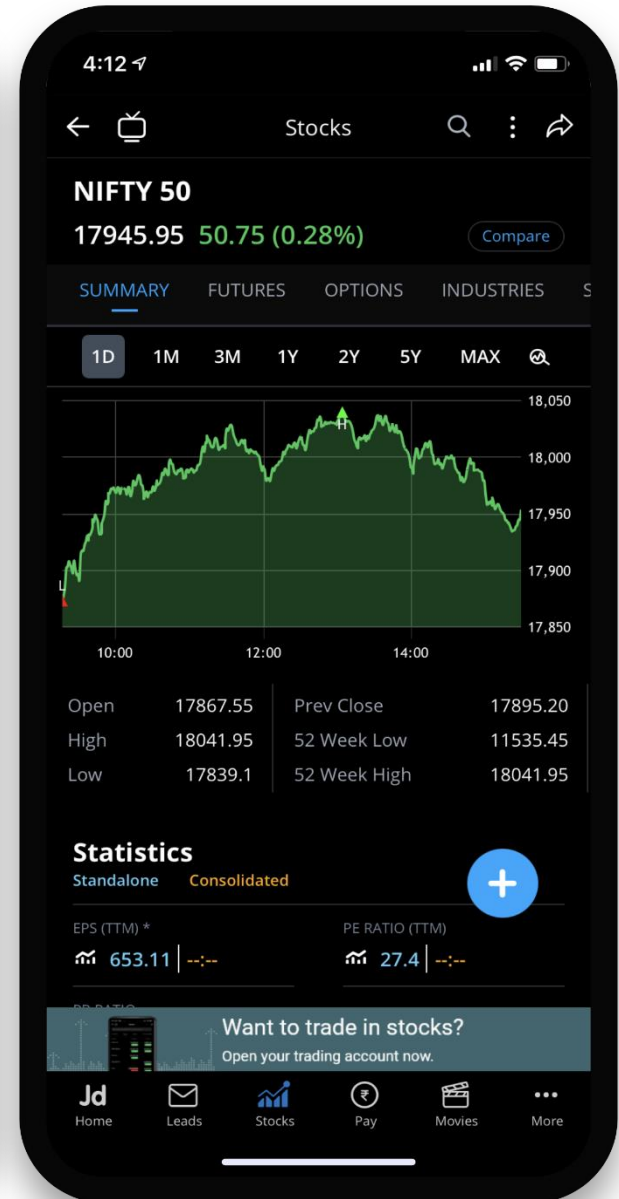 4:12
Stocks
NIFTY 50
17945.95 50.75 (0.28%) Compare
SUMMARY FUTURES OPTIONS INDUSTRIES S
1D 1M 3M 1Y 2Y 5Y MAX
18,050
H
18,000
17,950
17,900
L
17,850
10:00 12:00 14:00
Open 17867.55 Prev Close 17895.20
High 18041.95 52 Week Low 11535.45
Low 17839.1 52 Week High 18041.95
Statistics
Standalone Consolidated
EPS (TTM) * PE RATIO (TTM)
653.11 --:-- 27.4 --:--
Want to trade in stocks?
Open your trading account now.
Jd
Home Leads Stocks Pay Movies More